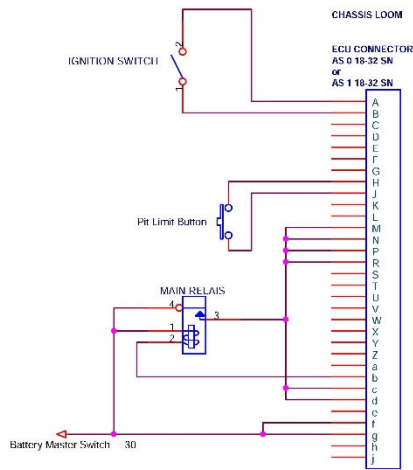 CHASSIS LOOM
ECU CONNECTOR
AS 0 18-32 SN
or
AS 1 18-32 SN
IGNITION SWITCH
2
1
A
B
C
D
E
F
G
H
J
K
L
M
N
P
R
S
T
U
V
W
X
Y
Z
a
b
c
d
e
f
g
h
j
Pit Limit Button
MAIN RELAIS
4
3
1
2
Battery Master Switch 30